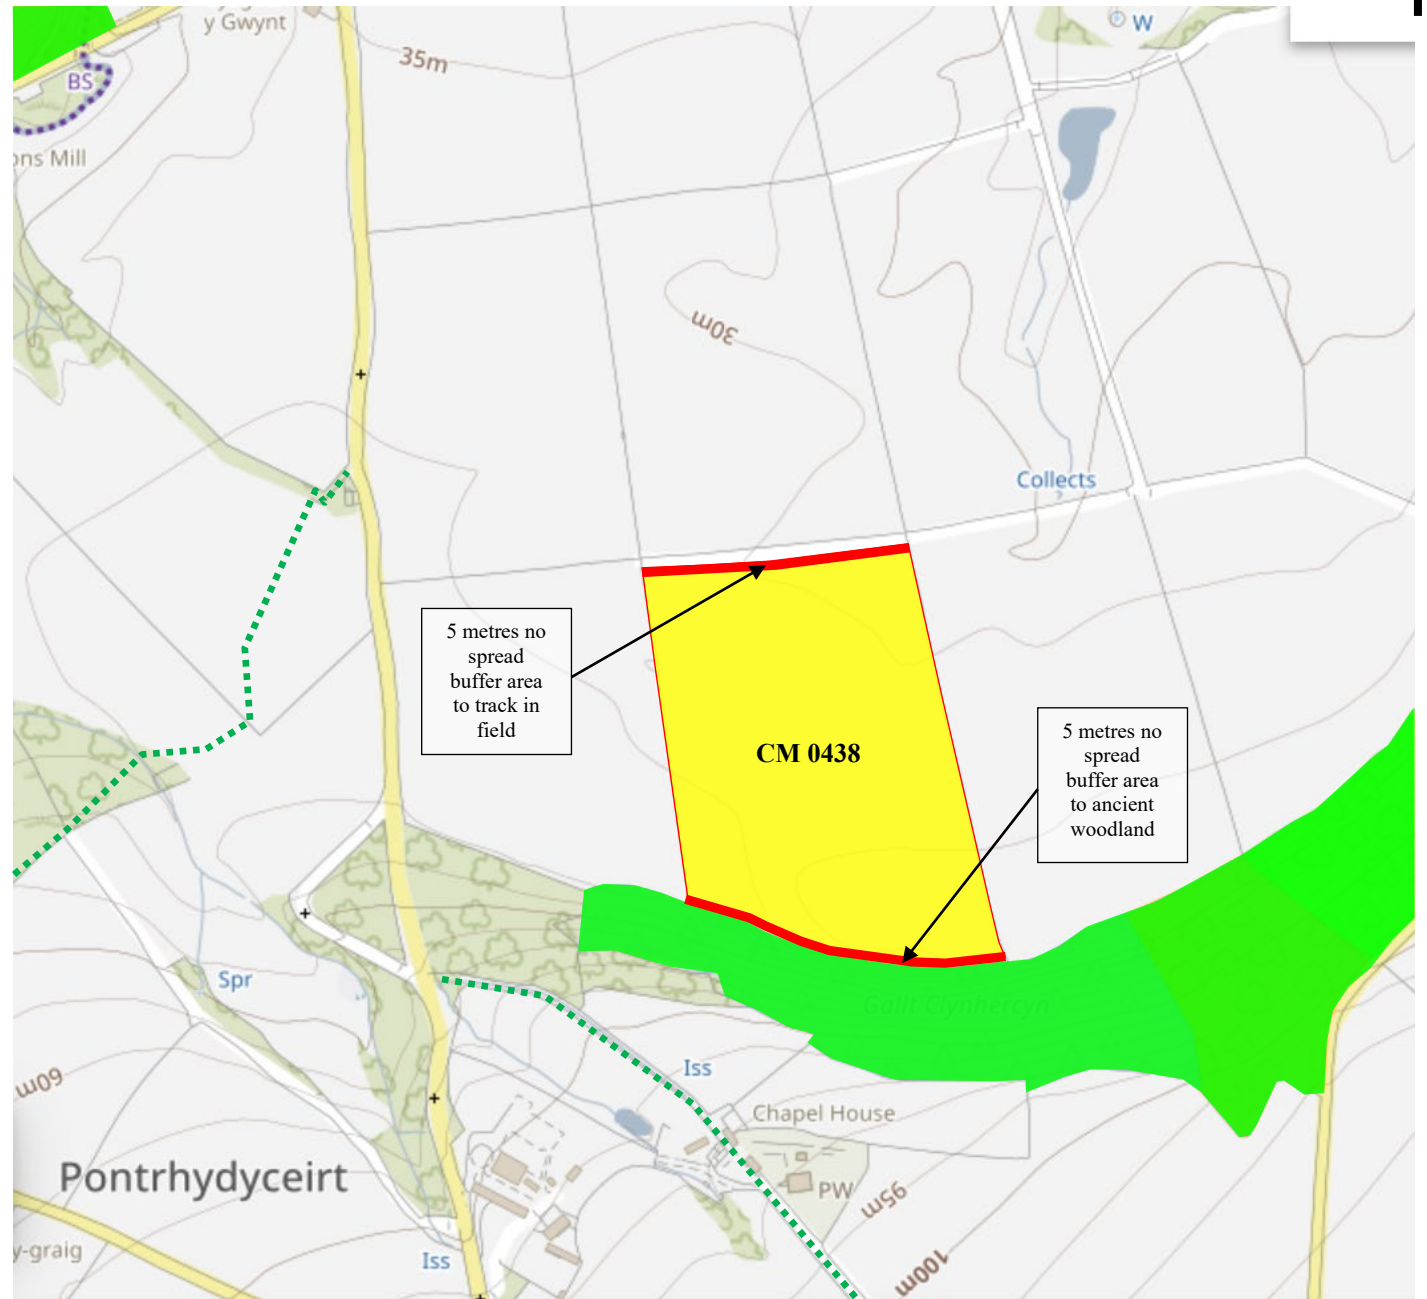 y Gwynt
35m
W
BS
ons Mill
30m
Collects
5 metres no
spread
buffer area
to track in
field
5 metres no
spread
buffer area
to ancient
woodland
CM 0438
Spr
Gallt Clynhercyn
60m
Iss
Chapel House
Pontrhydyceirt
PW
95m
y-graig
Iss
100m